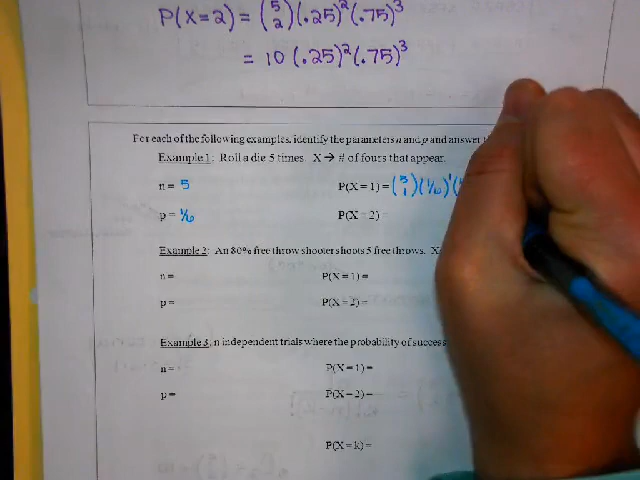 P(X=2) = (5 2)(.25)²(.75)³
= 10 (.25)²(.75)³
For each of the following examples, identify the parameters n and p and answer
Example 1: Roll a die 5 times. X → # of fours that appear.
n = 5 P(X = 1) = (5 1)(1/6)¹(
p = 1/6 P(X = 2) =
Example 2: An 80% free throw shooter shoots 5 free throws. X
n = P(X = 1) =
p = P(X = 2) =
Example 3: n independent trials where the probability of success
n = P(X = 1) =
p = P(X = 2) =
P(X = k) =